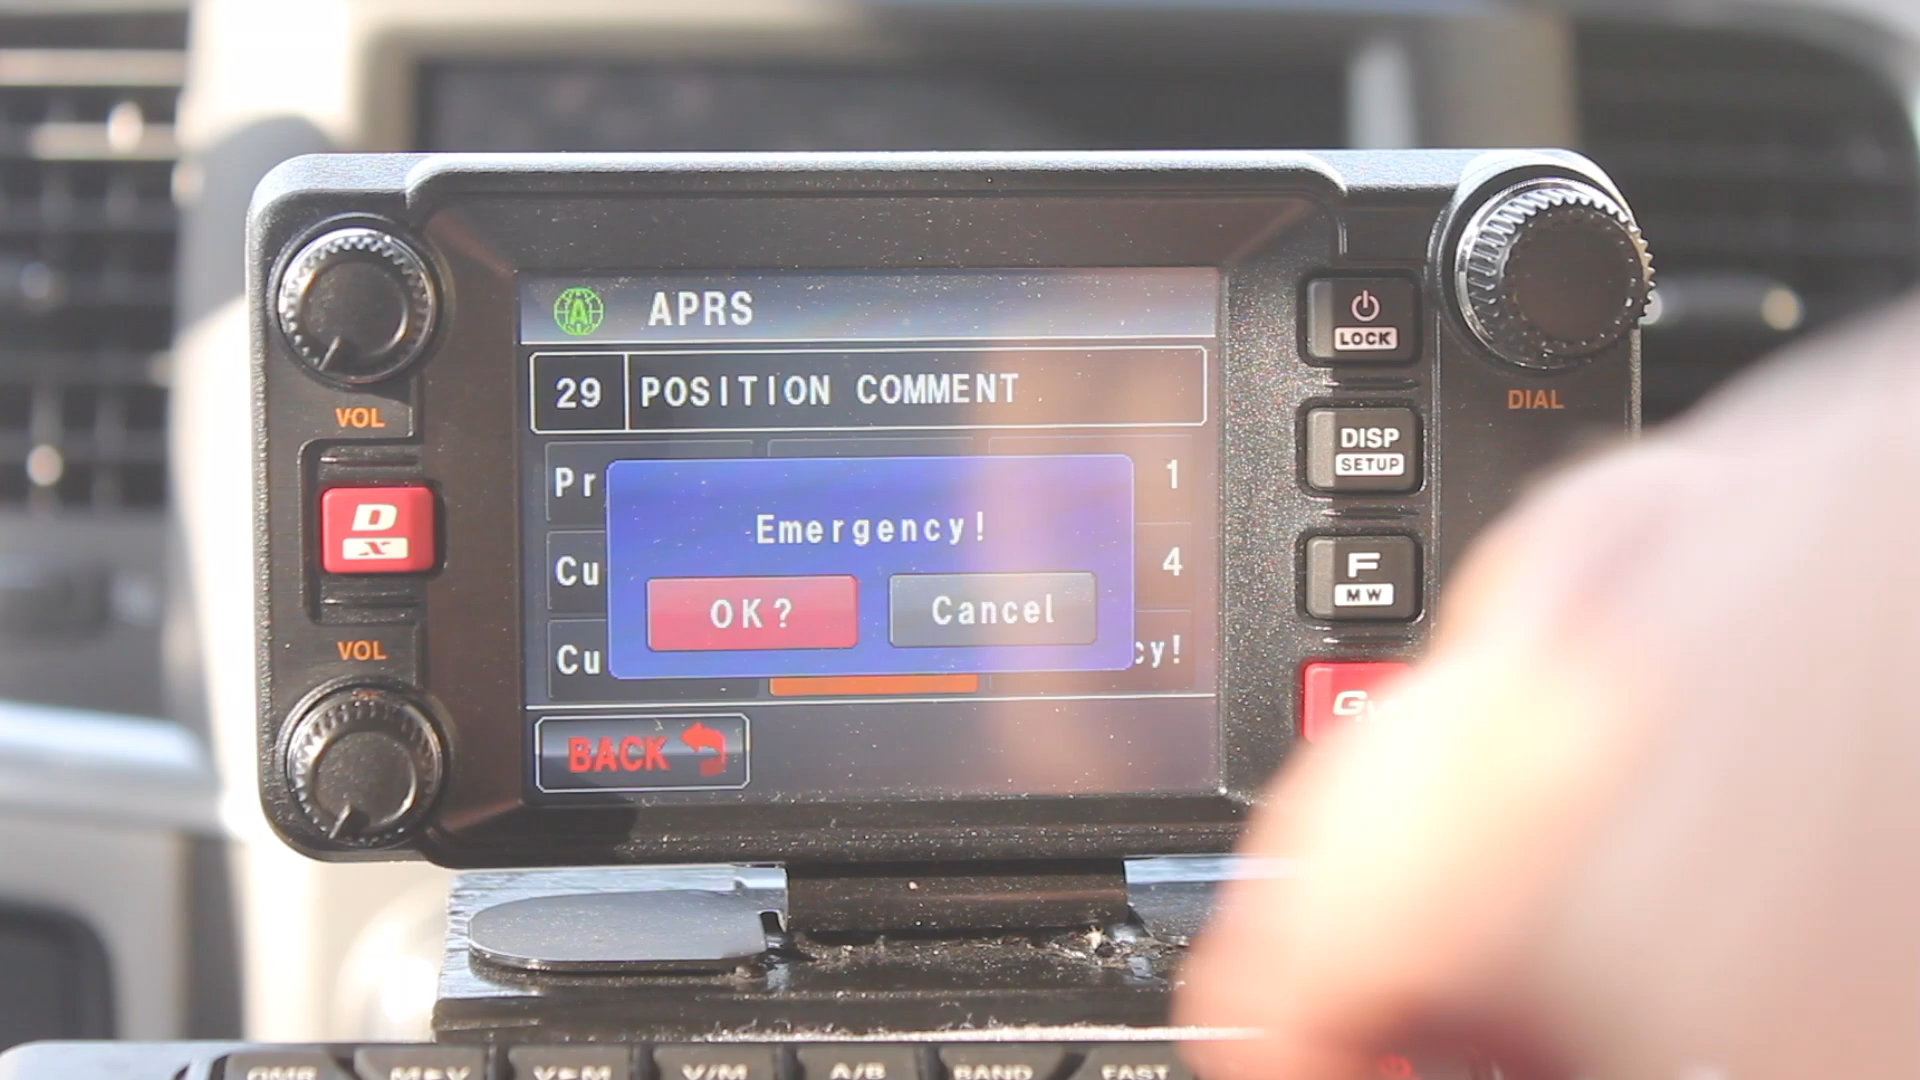 APRS
29 POSITION COMMENT
Pr 1
Emergency!
Cu 4
OK? Cancel
Cu cy!
BACK
VOL
D
X
VOL
LOCK
DIAL
DISP
SETUP
F
MW
V/M A/B BAND FAST